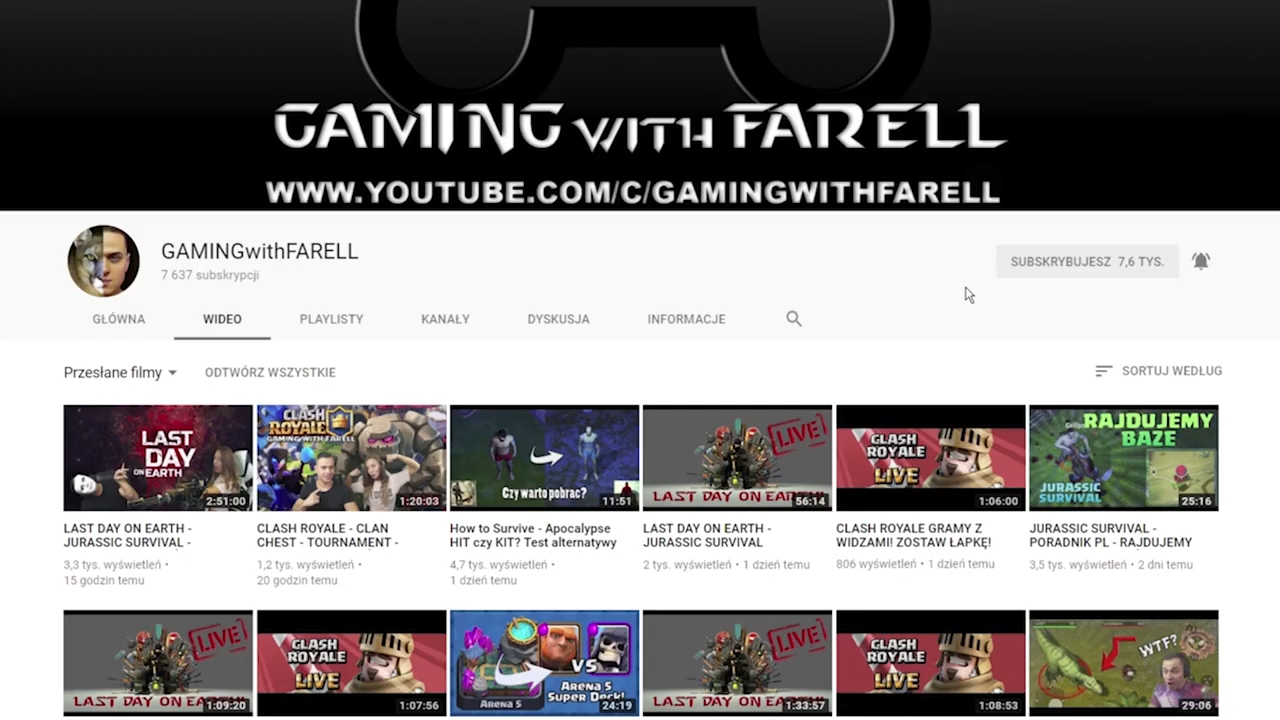 GAMING WITH FARELL
WWW.YOUTUBE.COM/C/GAMINGWITHFARELL
GAMINGwithFARELL
7 637 subskrypcji
SUBSKRYBUJESZ 7,6 TYS.
GŁÓWNA WIDEO PLAYLISTY KANAŁY DYSKUSJA INFORMACJE
Przesłane filmy ODTWÓRZ WSZYSTKIE SORTUJ WEDŁUG
LAST
DAY
ON EARTH
2:51:00
CLASH
ROYALE
GAMING WITH FARELL
1:20:03
Czy warto pobrac?
11:51
LIVE
LAST DAY ON EARTH
56:14
CLASH
ROYALE
LIVE
1:06:00
RAJDUJEMY
BAZE
JURASSIC
SURVIVAL
25:16
LAST DAY ON EARTH -
JURASSIC SURVIVAL -
3,3 tys. wyświetleń •
15 godzin temu
CLASH ROYALE - CLAN
CHEST - TOURNAMENT -
1,2 tys. wyświetleń •
20 godzin temu
How to Survive - Apocalypse
HIT czy KIT? Test alternatywy
4,7 tys. wyświetleń •
1 dzień temu
LAST DAY ON EARTH -
JURASSIC SURVIVAL
2 tys. wyświetleń • 1 dzień temu
CLASH ROYALE GRAMY Z
WIDZAMI! ZOSTAW ŁAPKĘ!
806 wyświetleń • 1 dzień temu
JURASSIC SURVIVAL -
PORADNIK PL - RAJDUJEMY
3,5 tys. wyświetleń • 2 dni temu
LIVE
LAST DAY ON EA
1:09:20
CLASH
ROYALE
LIVE
1:07:56
VS
Arena 5
Arena 5
Super Deck!
24:19
LIVE
LAST DAY ON EA
1:33:57
CLASH
ROYALE
LIVE
1:08:53
WTF?
29:06